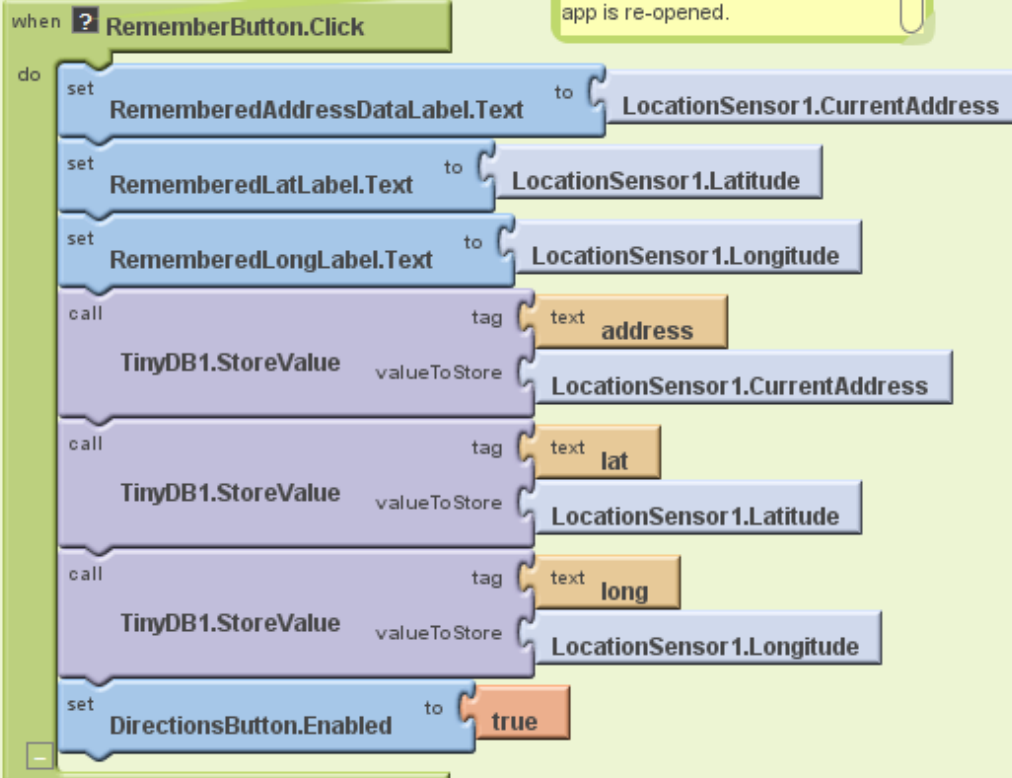 app is re-opened.
when ? RememberButton.Click
do
set RememberedAddressDataLabel.Text to LocationSensor1.CurrentAddress
set RememberedLatLabel.Text to LocationSensor1.Latitude
set RememberedLongLabel.Text to LocationSensor1.Longitude
call TinyDB1.StoreValue tag text address
valueToStore LocationSensor1.CurrentAddress
call TinyDB1.StoreValue tag text lat
valueToStore LocationSensor1.Latitude
call TinyDB1.StoreValue tag text long
valueToStore LocationSensor1.Longitude
set DirectionsButton.Enabled to true